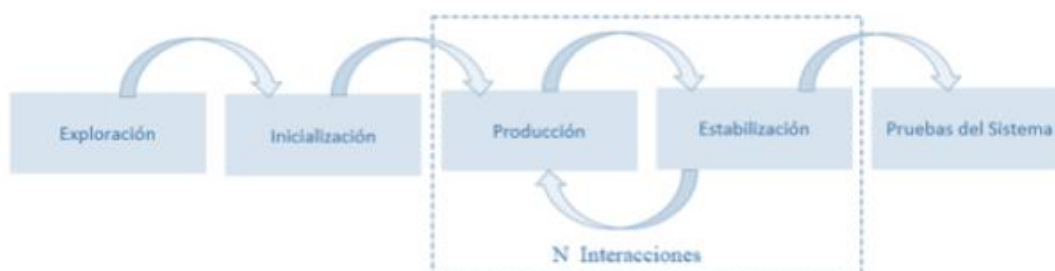 Exploración
Inicialización
Producción
Estabilización
Pruebas del Sistema
N Interacciones